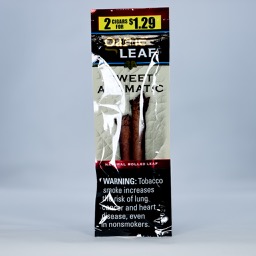 2 CIGARS FOR $1.29
LEAF
SWEET
AROMATIC
NATURAL ROLLED LEAF
WARNING: Tobacco
smoke increases
the risk of lung
cancer and heart
disease, even
in nonsmokers.